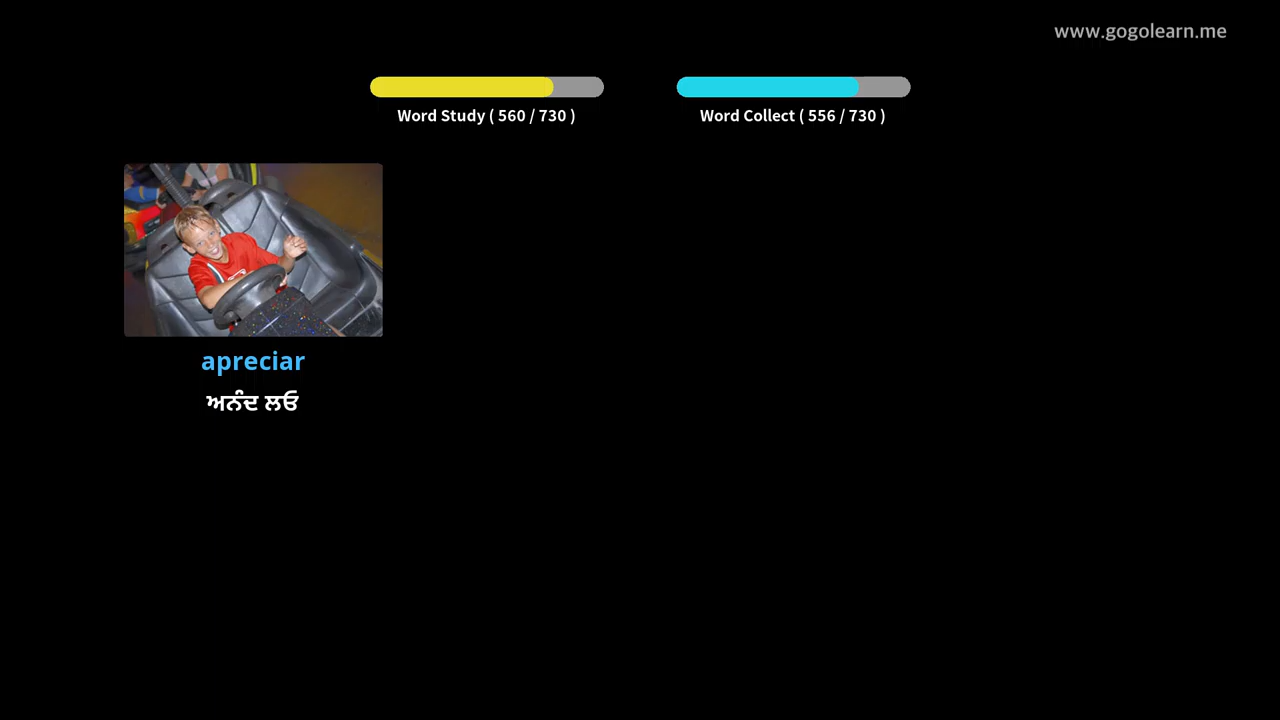 www.gogolearn.me
Word Study ( 560 / 730 )
Word Collect ( 556 / 730 )
apreciar
ਅਨੰਦ ਲਓ